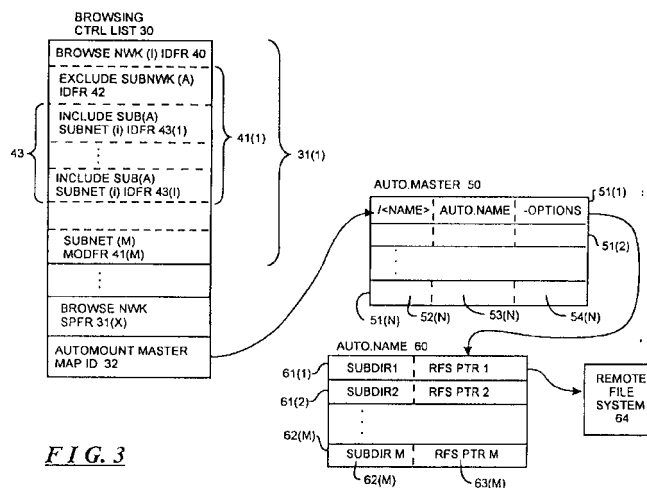 BROWSING
CTRL LIST 30
BROWSE NWK (I) IDFR 40
EXCLUDE SUBNWK (A)
IDFR 42
INCLUDE SUB(A)
SUBNET (i) IDFR 43(1)
INCLUDE SUB(A)
SUBNET (i) IDFR 43(I)
43
41(1)
31(1)
SUBNET (M)
MODFR 41(M)
BROWSE NWK
SPFR 31(X)
AUTOMOUNT MASTER
MAP ID 32
AUTO.MASTER 50
51(1)
/<NAME> AUTO.NAME -OPTIONS
51(2)
51(N) 52(N) 53(N) 54(N)
AUTO.NAME 60
61(1) SUBDIR1 RFS PTR 1
61(2) SUBDIR2 RFS PTR 2
62(M) SUBDIR M RFS PTR M
62(M) 63(M)
REMOTE
FILE
SYSTEM
64
FIG. 3